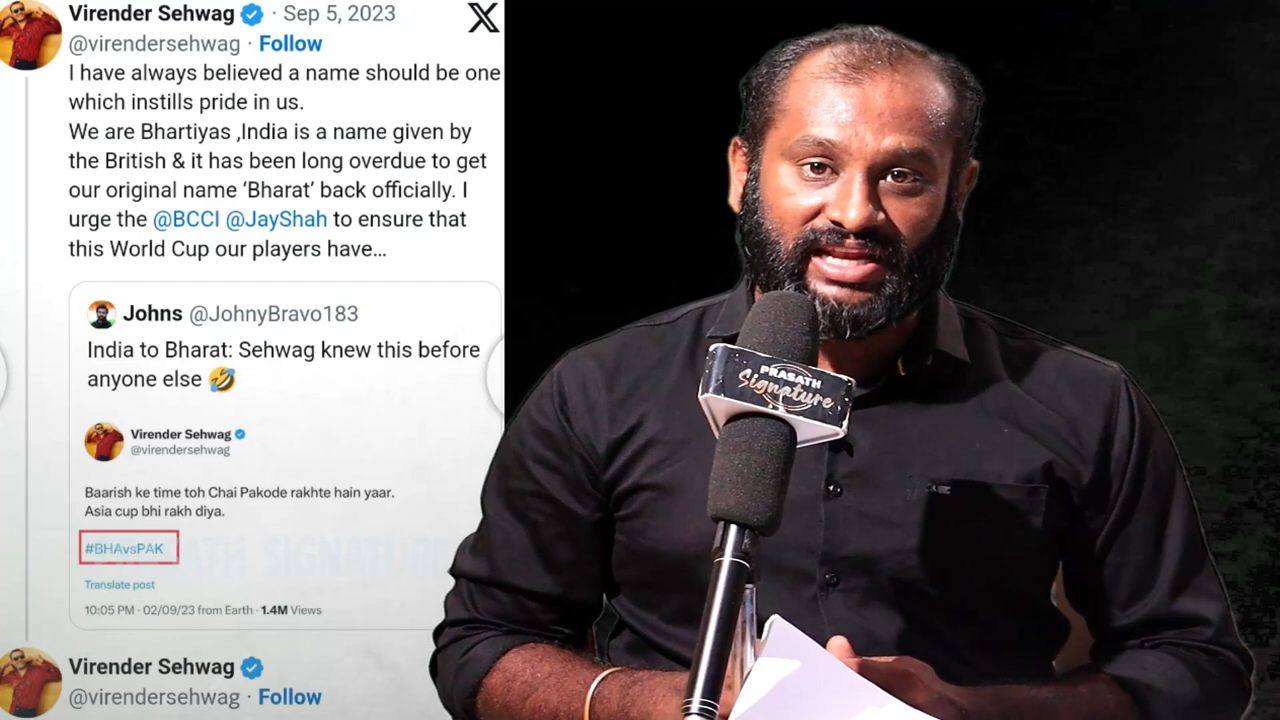 Virender Sehwag · Sep 5, 2023
@virendersehwag · Follow
I have always believed a name should be one
which instills pride in us.
We are Bhartiyas ,India is a name given by
the British & it has been long overdue to get
our original name ‘Bharat’ back officially. I
urge the @BCCI @JayShah to ensure that
this World Cup our players have...
Johns @JohnyBravo183
India to Bharat: Sehwag knew this before
anyone else 🤣
Virender Sehwag
@virendersehwag
Baarish ke time toh Chai Pakode rakhte hain yaar.
Asia cup bhi rakh diya.
#BHAvsPAK
Translate post
10:05 PM · 02/09/23 from Earth · 1.4M Views
Virender Sehwag
@virendersehwag · Follow
PRASATH
Signature